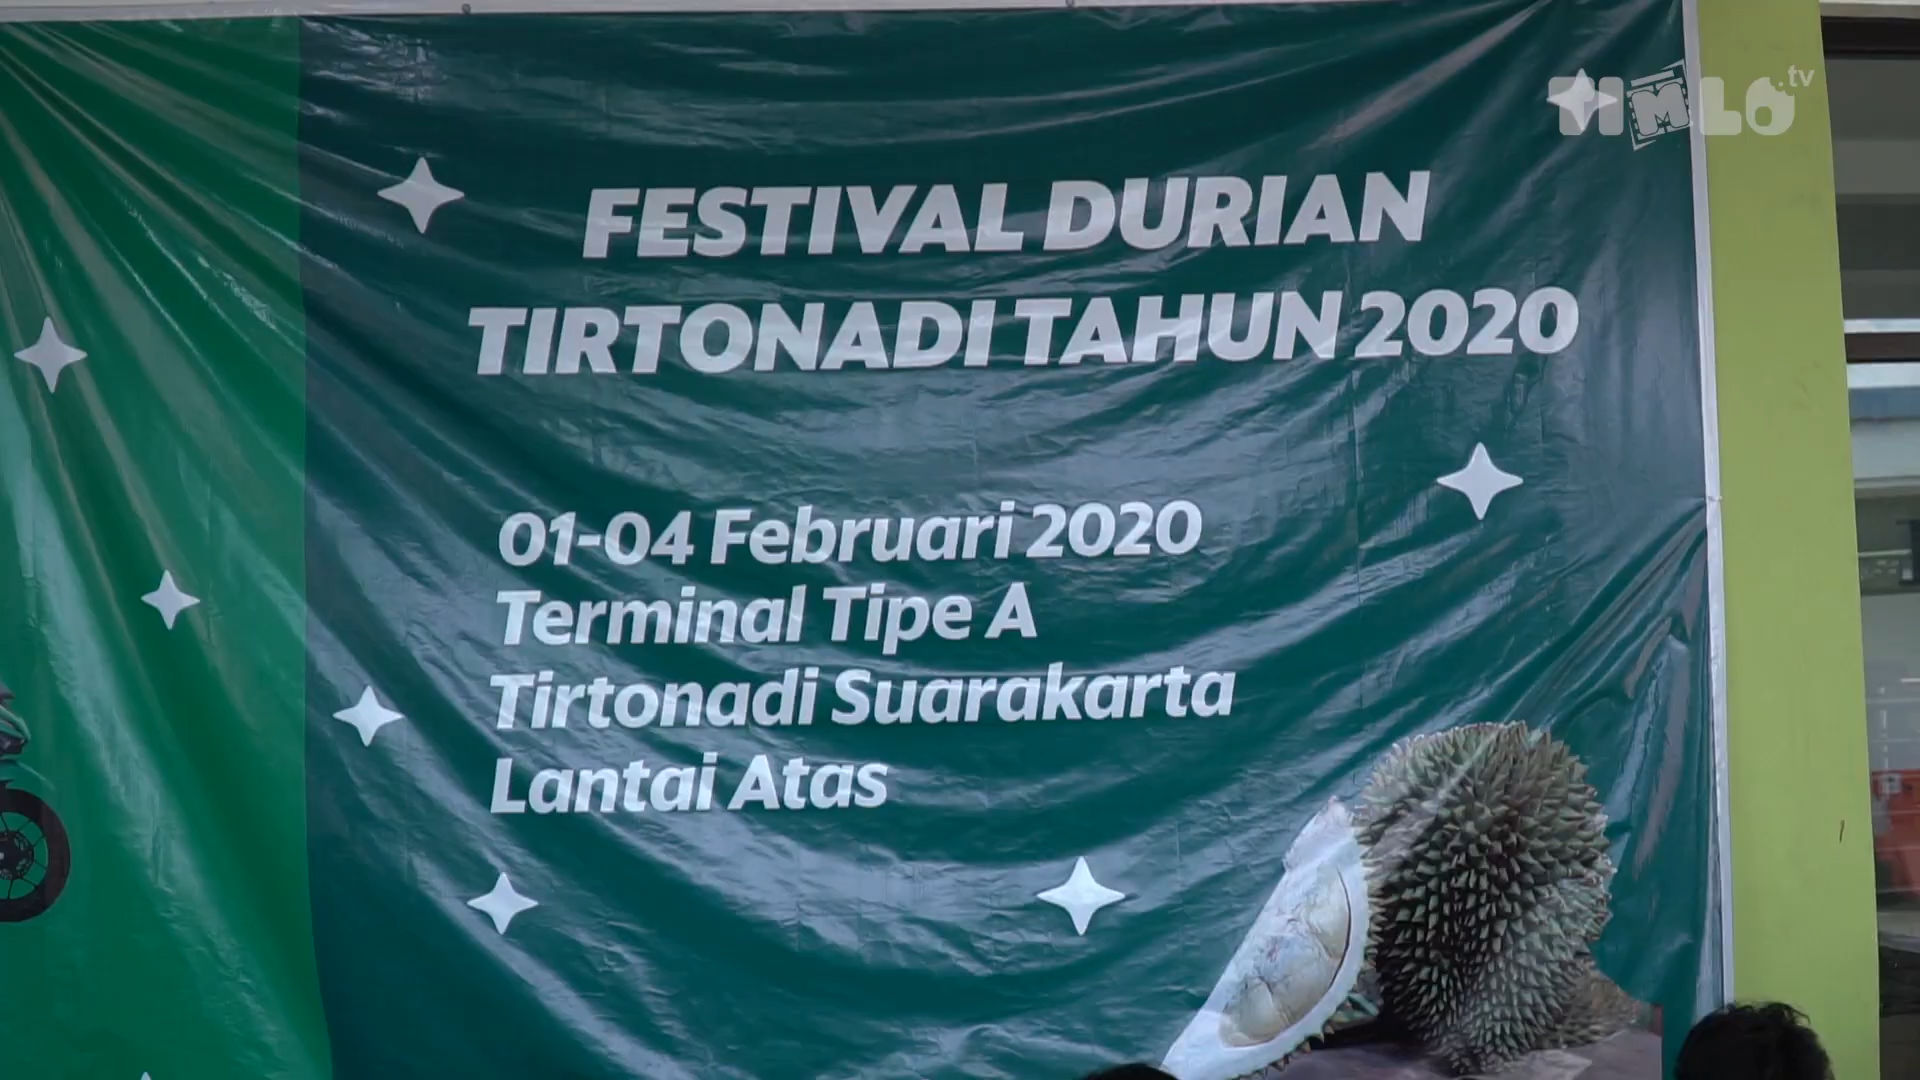 TIMLO.tv
FESTIVAL DURIAN
TIRTONADI TAHUN 2020
01-04 Februari 2020
Terminal Tipe A
Tirtonadi Suarakarta
Lantai Atas